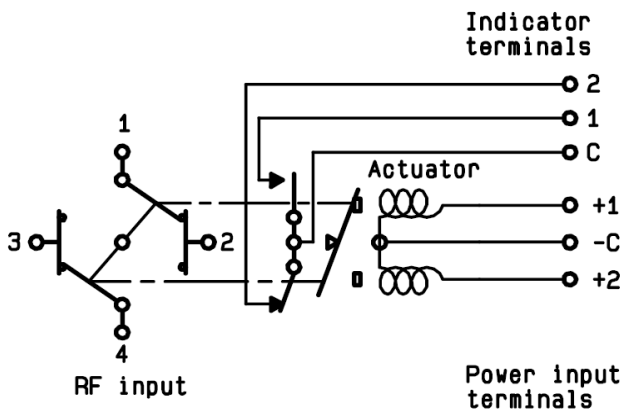 Indicator
terminals
2
1
C
Actuator
+1
-C
+2
1
3
2
4
RF input
Power input
terminals